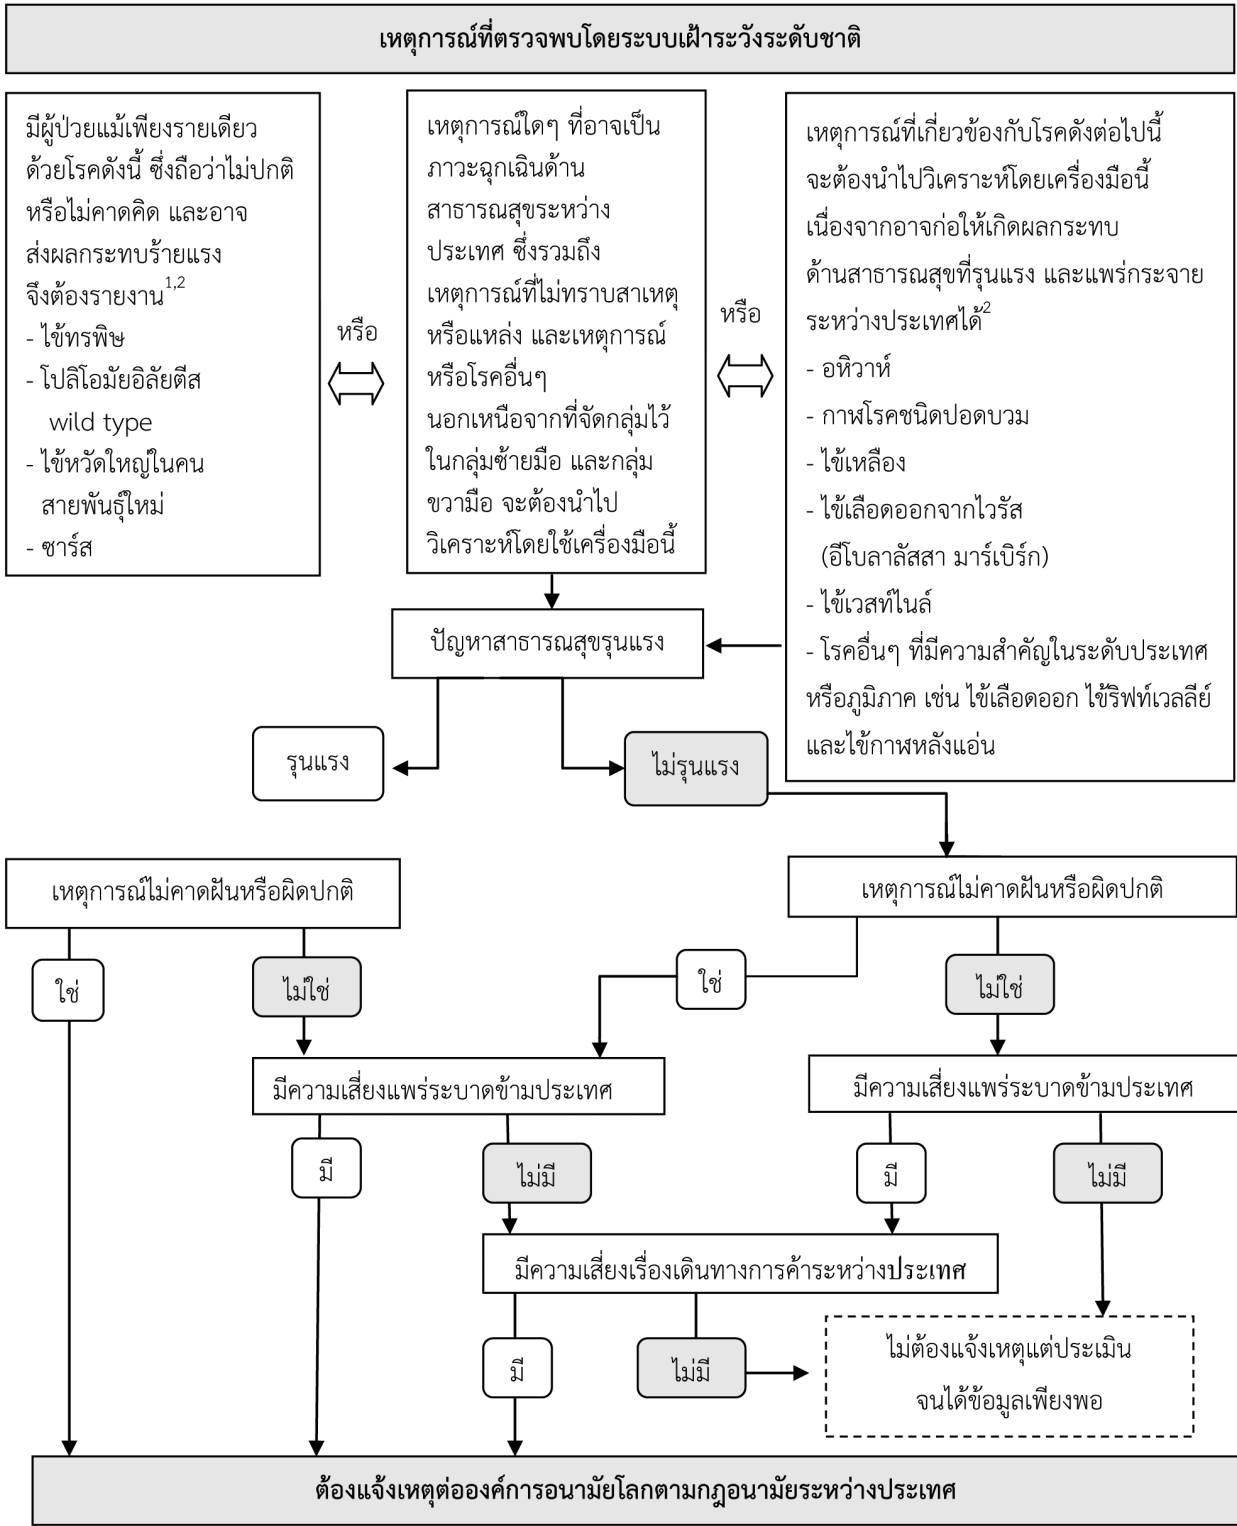 เหตุการณ์ที่ตรวจพบโดยระบบเฝ้าระวังระดับชาติ
มีผู้ป่วยแม้เพียงรายเดียว
ด้วยโรคดังนี้ ซึ่งถือว่าไม่ปกติ
หรือไม่คาดคิด และอาจ
ส่งผลกระทบร้ายแรง
จึงต้องรายงาน1,2
- ไข้ทรพิษ
- โปลิโอมัยอิลัยตีส
wild type
- ไข้หวัดใหญ่ในคน
สายพันธุ์ใหม่
- ซาร์ส
หรือ
เหตุการณ์ใดๆ ที่อาจเป็น
ภาวะฉุกเฉินด้าน
สาธารณสุขระหว่าง
ประเทศ ซึ่งรวมถึง
เหตุการณ์ที่ไม่ทราบสาเหตุ
หรือแหล่ง และเหตุการณ์
หรือโรคอื่นๆ
นอกเหนือจากที่จัดกลุ่มไว้
ในกลุ่มซ้ายมือ และกลุ่ม
ขวามือ จะต้องนำไป
วิเคราะห์โดยใช้เครื่องมือนี้
หรือ
เหตุการณ์ที่เกี่ยวข้องกับโรคดังต่อไปนี้
จะต้องนำไปวิเคราะห์โดยเครื่องมือนี้
เนื่องจากอาจก่อให้เกิดผลกระทบ
ด้านสาธารณสุขที่รุนแรง และแพร่กระจาย
ระหว่างประเทศได้2
- อหิวาห์
- กาฬโรคชนิดปอดบวม
- ไข้เหลือง
- ไข้เลือดออกจากไวรัส
(อีโบลาลัสสา มาร์เบิร์ก)
- ไข้เวสท์ไนล์
- โรคอื่นๆ ที่มีความสำคัญในระดับประเทศ
หรือภูมิภาค เช่น ไข้เลือดออก ไข้ริฟท์เวลลีย์
และไข้กาฬหลังแอ่น
ปัญหาสาธารณสุขรุนแรง
รุนแรง
ไม่รุนแรง
เหตุการณ์ไม่คาดฝันหรือผิดปกติ
เหตุการณ์ไม่คาดฝันหรือผิดปกติ
ใช่
ไม่ใช่
ใช่
ไม่ใช่
มีความเสี่ยงแพร่ระบาดข้ามประเทศ
มีความเสี่ยงแพร่ระบาดข้ามประเทศ
มี
ไม่มี
มี
ไม่มี
มีความเสี่ยงเรื่องเดินทางการค้าระหว่างประเทศ
มี
ไม่มี
ไม่ต้องแจ้งเหตุแต่ประเมิน
จนได้ข้อมูลเพียงพอ
ต้องแจ้งเหตุต่อองค์การอนามัยโลกตามกฎอนามัยระหว่างประเทศ